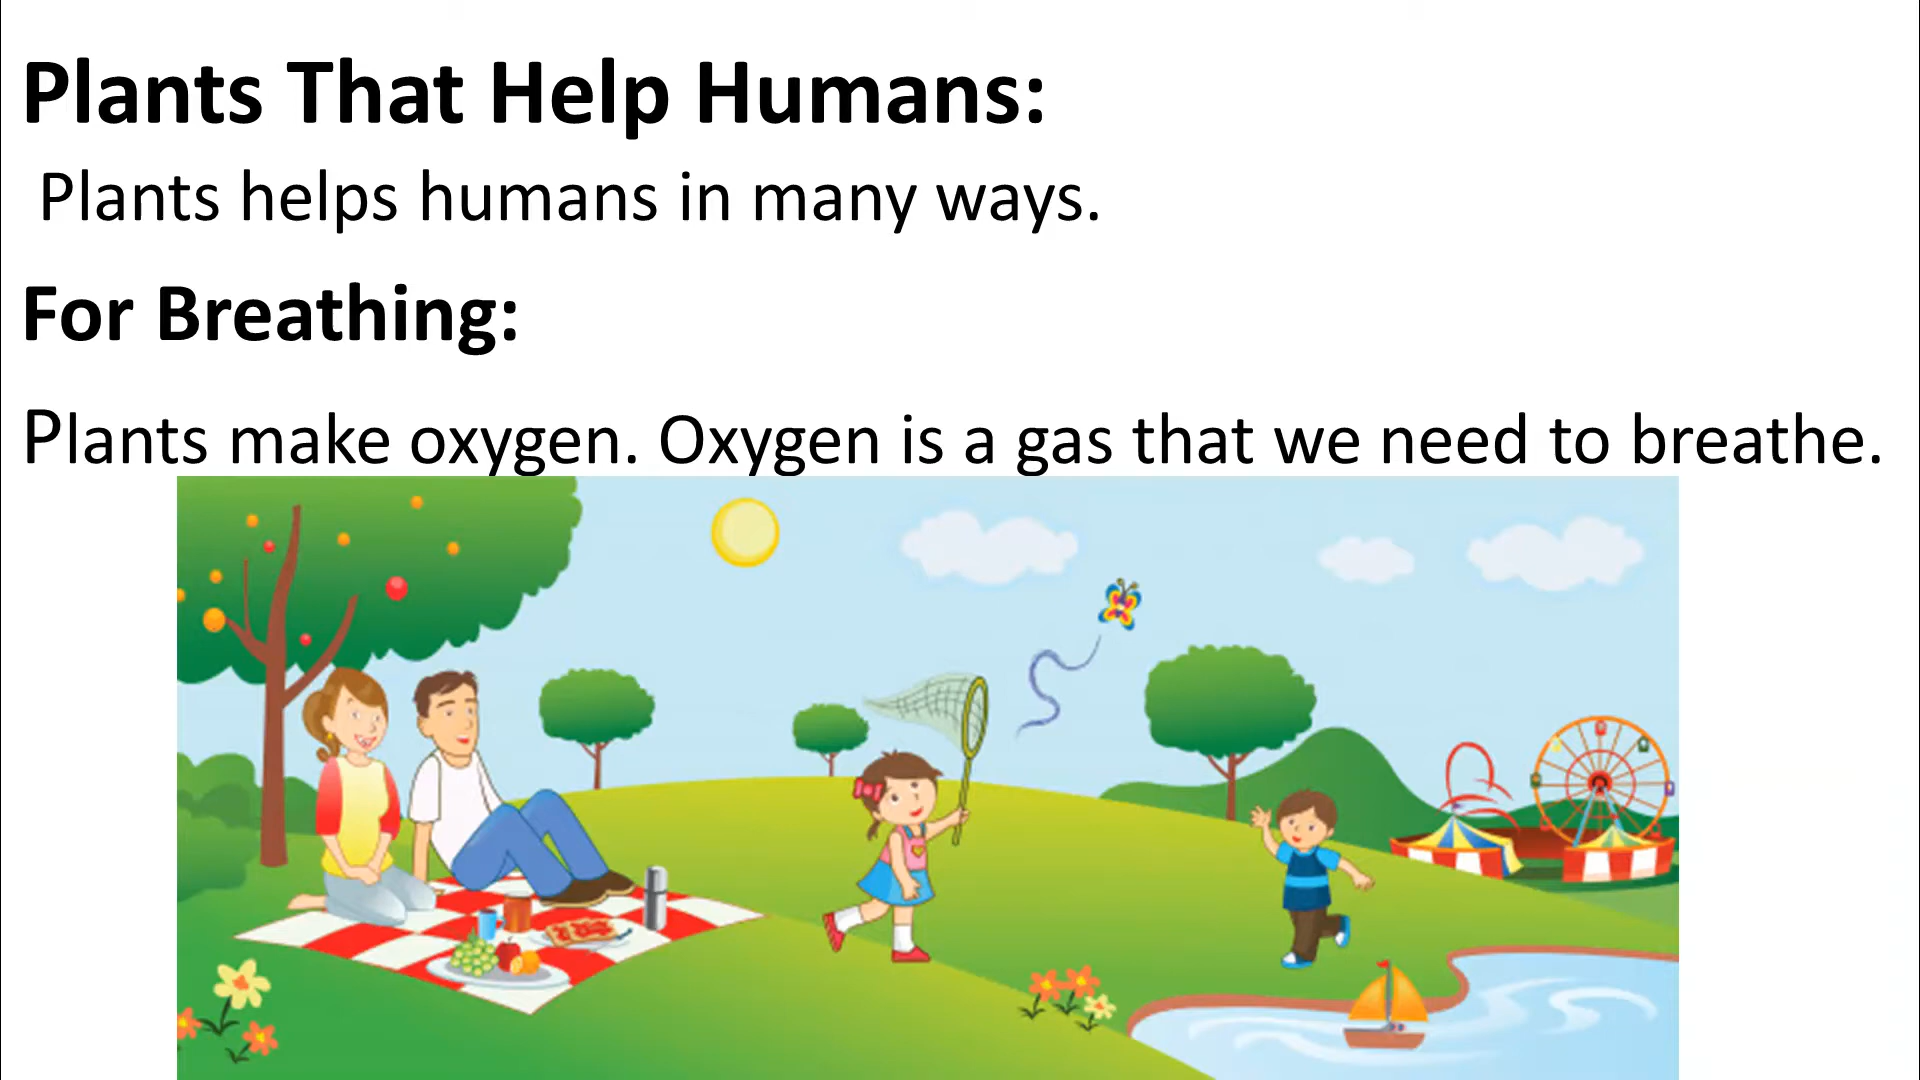 Plants That Help Humans:
Plants helps humans in many ways.
For Breathing:
Plants make oxygen. Oxygen is a gas that we need to breathe.